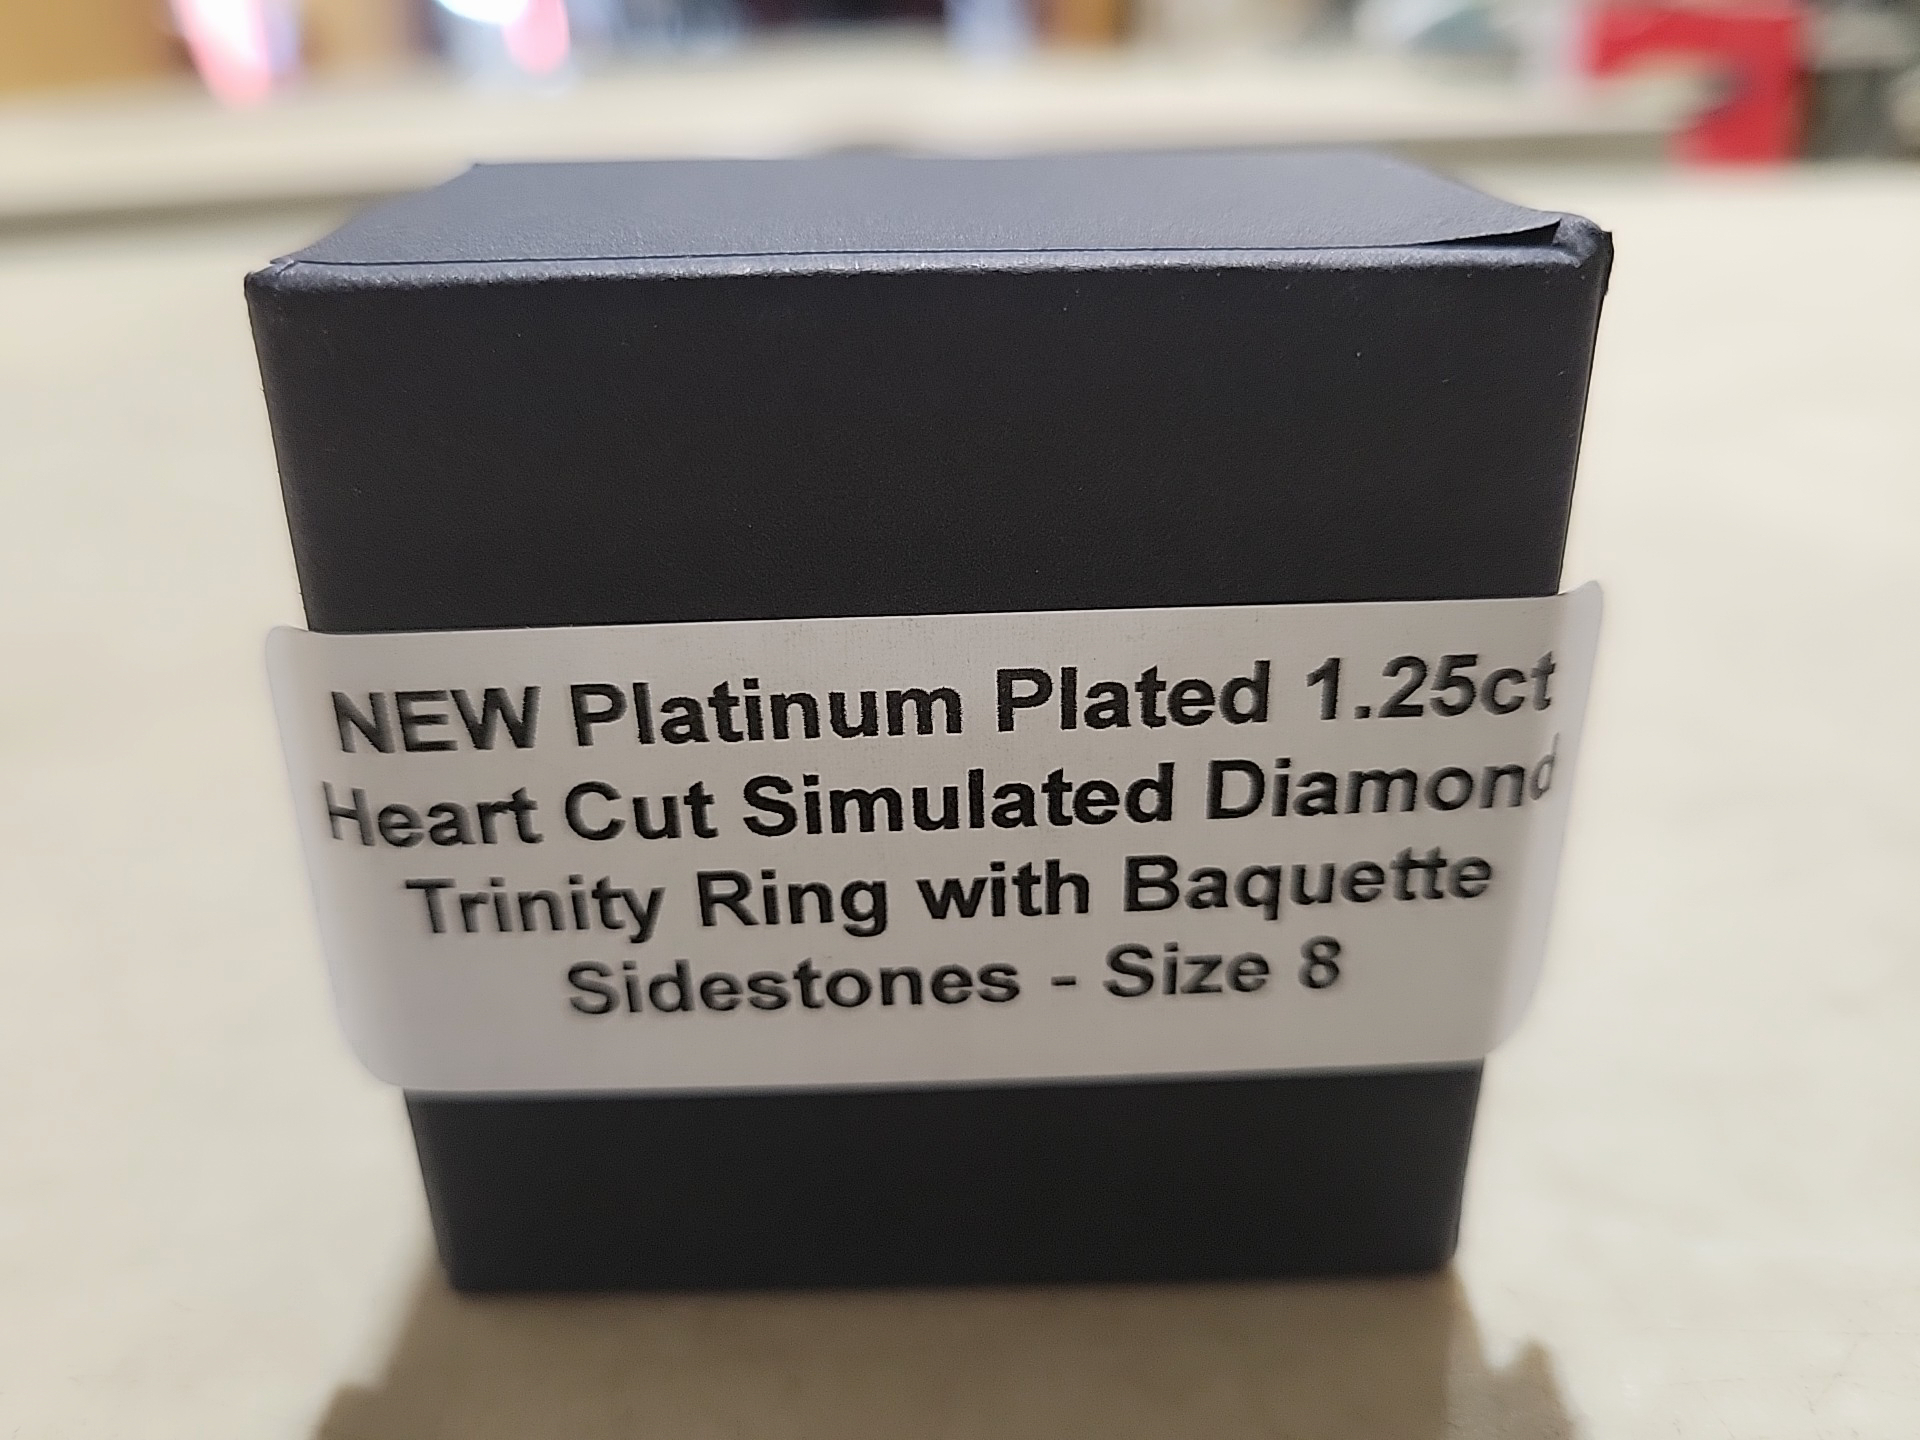 NEW Platinum Plated 1.25ct
Heart Cut Simulated Diamond
Trinity Ring with Baquette
Sidestones - Size 8